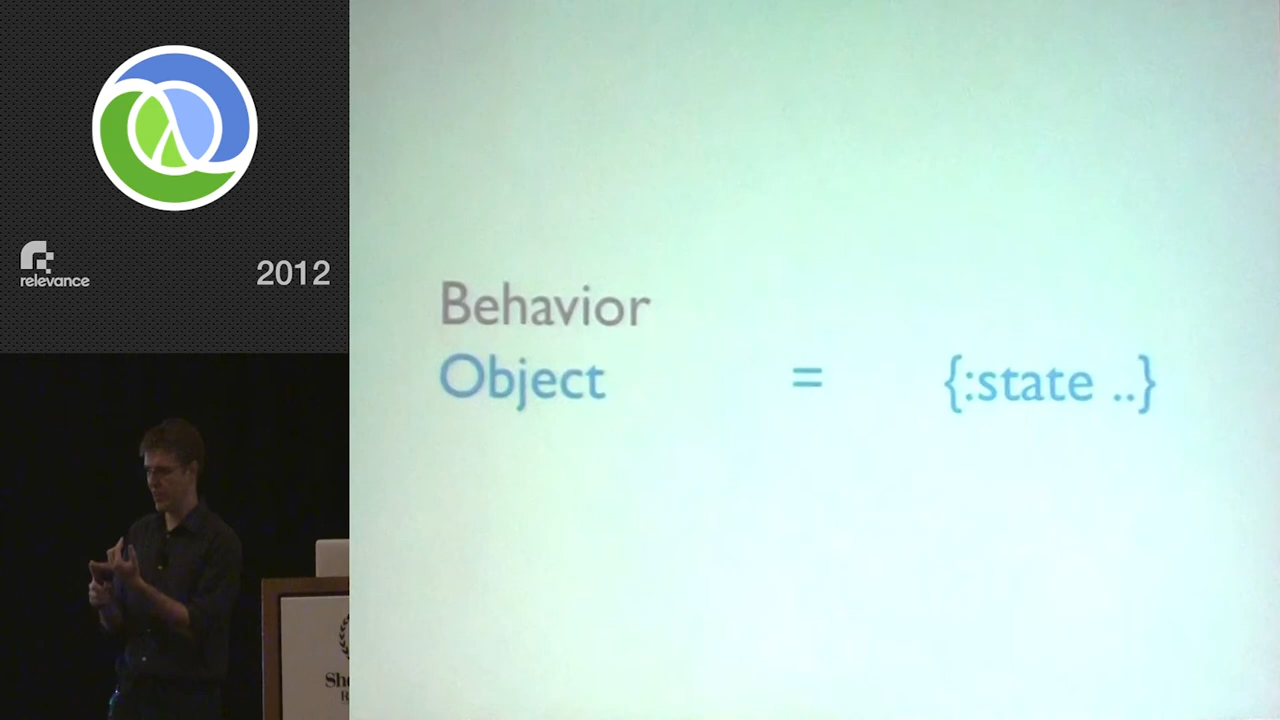 relevance
2012
Behavior
Object = {:state ..}